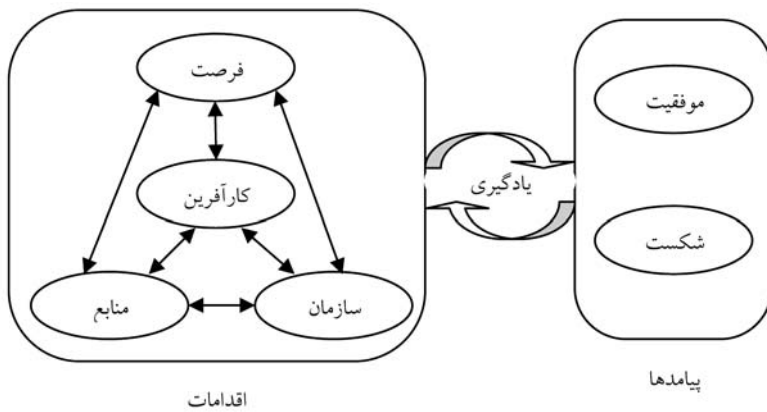 فرصت
موفقیت
یادگیری
کارآفرین
شکست
منابع
سازمان
پیامدها
اقدامات